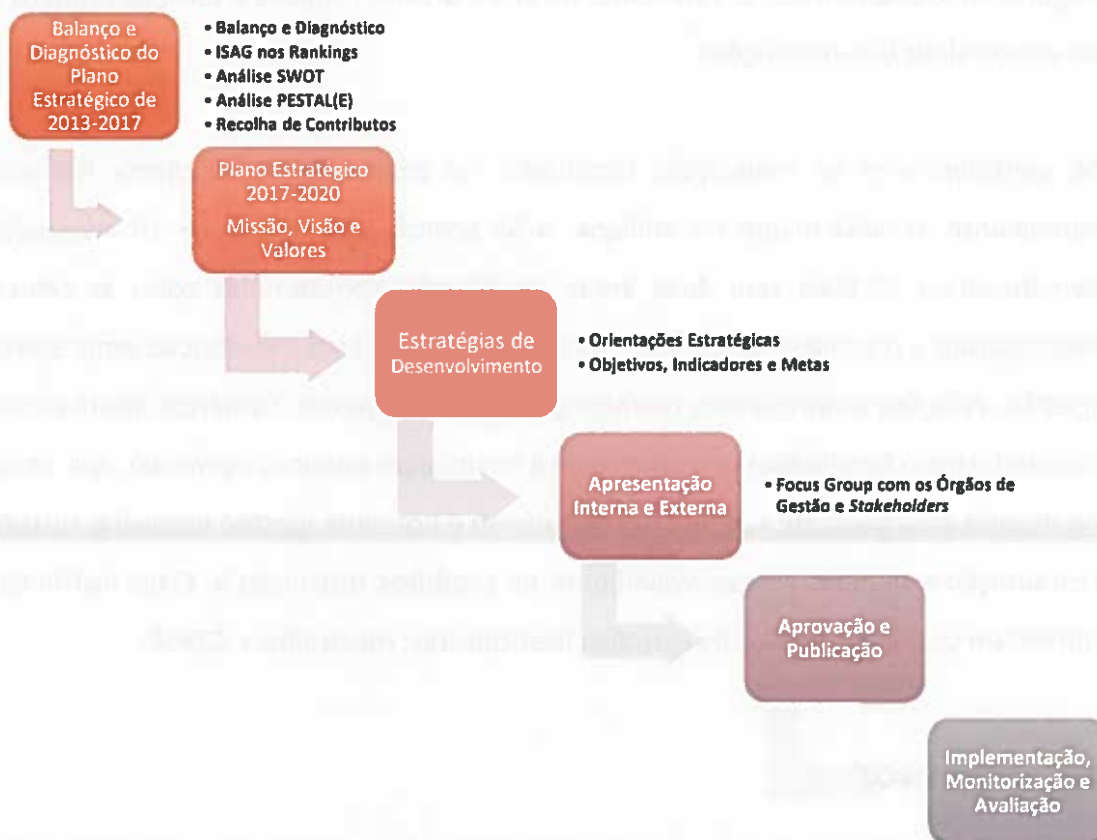 Balanço e
Diagnóstico do
Plano
Estratégico de
2013-2017
• Balanço e Diagnóstico
• ISAG nos Rankings
• Análise SWOT
• Análise PESTAL(E)
• Recolha de Contributos
Plano Estratégico
2017-2020
Missão, Visão e
Valores
Estratégias de
Desenvolvimento
• Orientações Estratégicas
• Objetivos, Indicadores e Metas
Apresentação
Interna e Externa
• Focus Group com os Órgãos de
Gestão e Stakeholders
Aprovação e
Publicação
Implementação,
Monitorização e
Avaliação